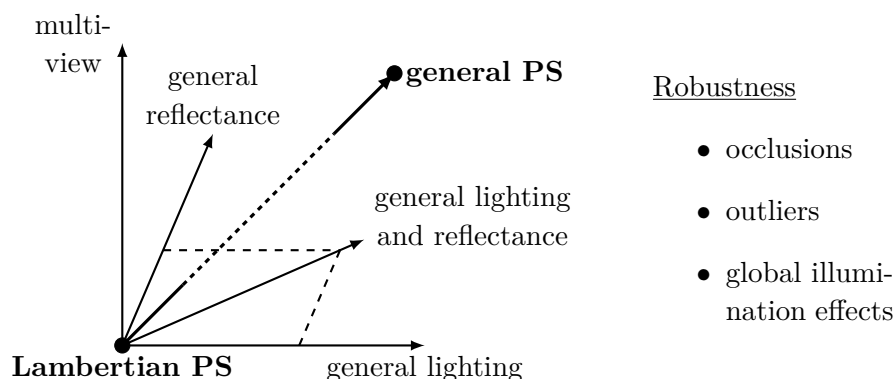 multi-
view
general
reflectance
general PS
general lighting
and reflectance
Lambertian PS
general lighting
Robustness
• occlusions
• outliers
• global illumi-
nation effects